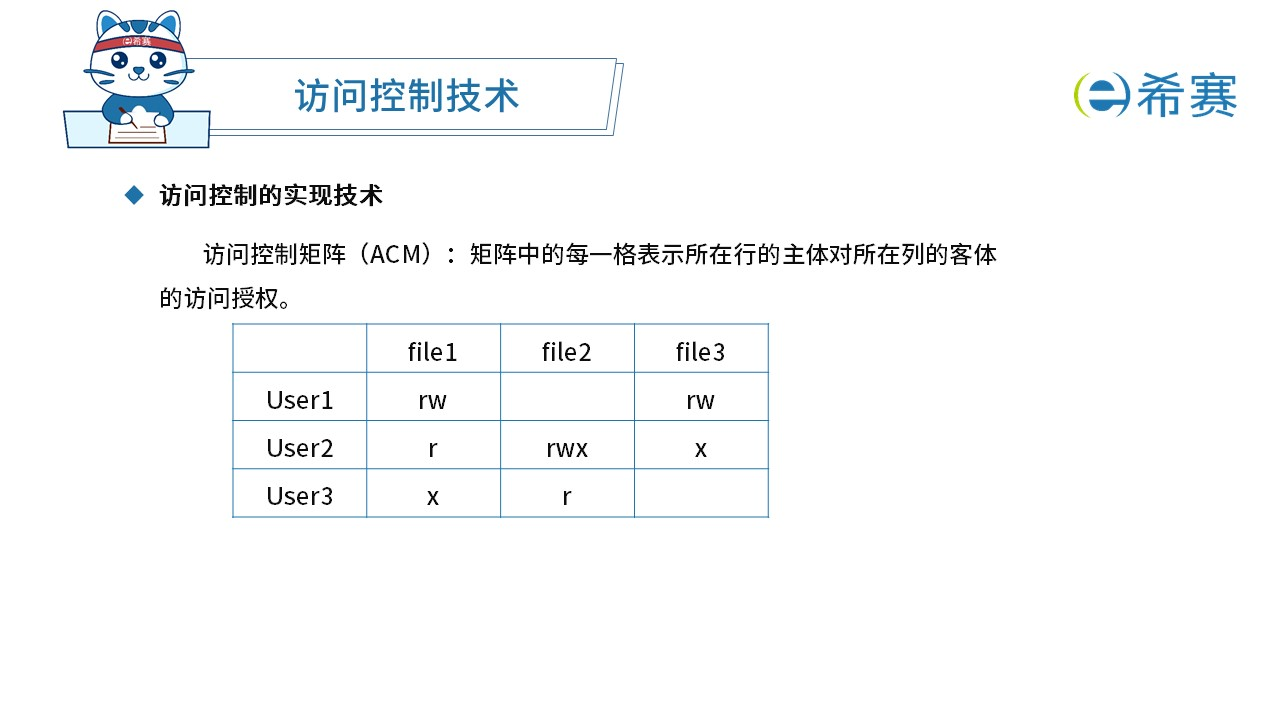 希赛
访问控制技术
希赛
访问控制的实现技术
访问控制矩阵（ACM）：矩阵中的每一格表示所在行的主体对所在列的客体
的访问授权。
file1 file2 file3
User1 rw rw
User2 r rwx x
User3 x r